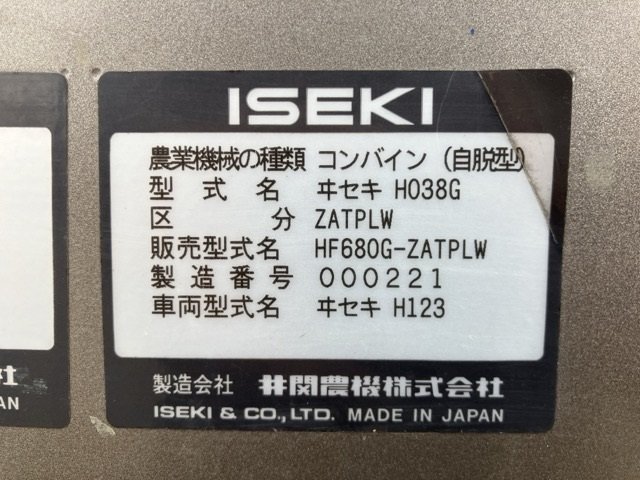 ISEKI
農業機械の種類 コンバイン (自脱型)
型式名 ヰセキ HO38G
区分 ZATPLW
販売型式名 HF680G-ZATPLW
製造番号 000221
車両型式名 ヰセキ H123
製造会社 井関農機株式会社
ISEKI & CO., LTD. MADE IN JAPAN
社
AN